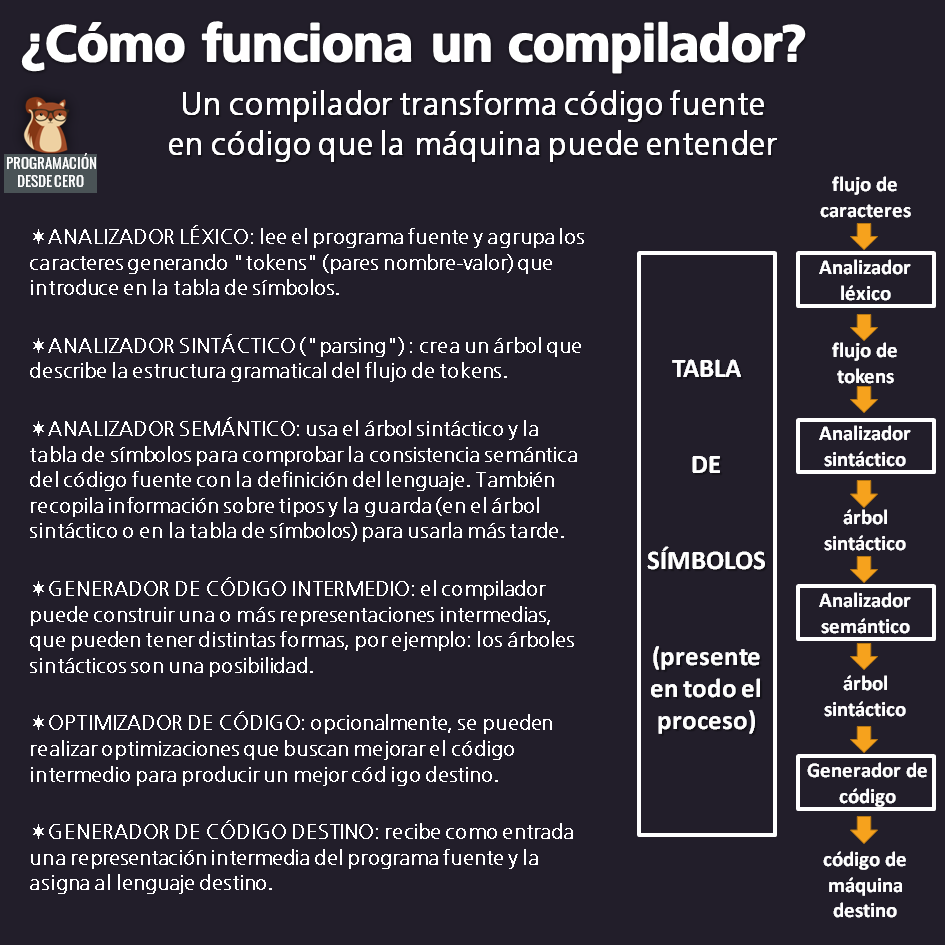 ¿Cómo funciona un compilador?
Un compilador transforma código fuente
en código que la máquina puede entender
PROGRAMACIÓN
DESDE CERO
✶ANALIZADOR LÉXICO: lee el programa fuente y agrupa los
caracteres generando "tokens" (pares nombre-valor) que
introduce en la tabla de símbolos.
✶ANALIZADOR SINTÁCTICO ("parsing") : crea un árbol que
describe la estructura gramatical del flujo de tokens.
✶ANALIZADOR SEMÁNTICO: usa el árbol sintáctico y la
tabla de símbolos para comprobar la consistencia semántica
del código fuente con la definición del lenguaje. También
recopila información sobre tipos y la guarda (en el árbol
sintáctico o en la tabla de símbolos) para usarla más tarde.
✶GENERADOR DE CÓDIGO INTERMEDIO: el compilador
puede construir una o más representaciones intermedias,
que pueden tener distintas formas, por ejemplo: los árboles
sintácticos son una posibilidad.
✶OPTIMIZADOR DE CÓDIGO: opcionalmente, se pueden
realizar optimizaciones que buscan mejorar el código
intermedio para producir un mejor cód igo destino.
✶GENERADOR DE CÓDIGO DESTINO: recibe como entrada
una representación intermedia del programa fuente y la
asigna al lenguaje destino.
TABLA
DE
SÍMBOLOS
(presente
en todo el
proceso)
flujo de
caracteres
Analizador
léxico
flujo de
tokens
Analizador
sintáctico
árbol
sintáctico
Analizador
semántico
árbol
sintáctico
Generador de
código
código de
máquina
destino